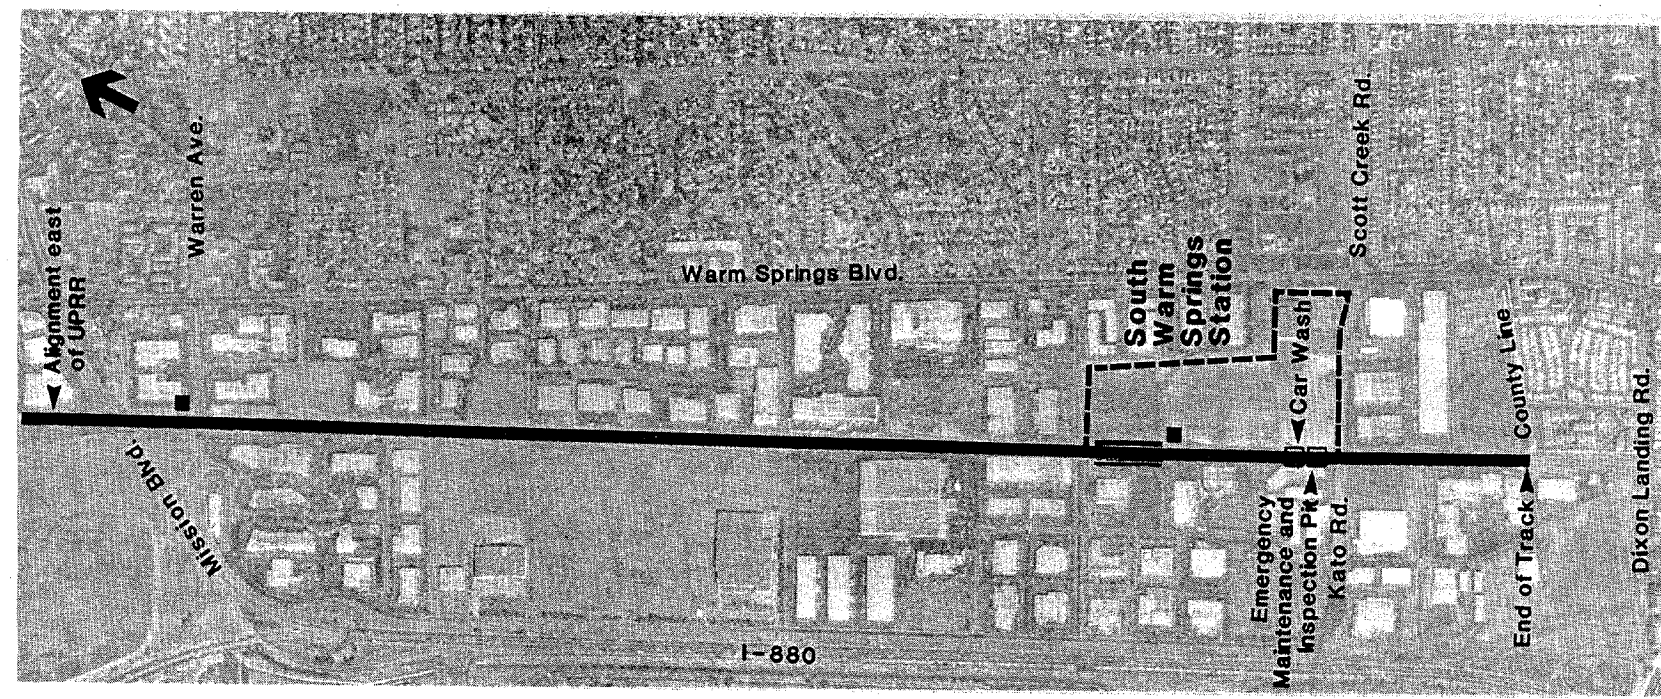 Alignment east
of UPRR
Warren Ave.
Mission Blvd.
Warm Springs Blvd.
I-880
South
Warm
Springs
Station
Car Wash
Emergency
Maintenance and
Inspection Pit
Kato Rd.
Scott Creek Rd.
County Line
End of Track
Dixon Landing Rd.